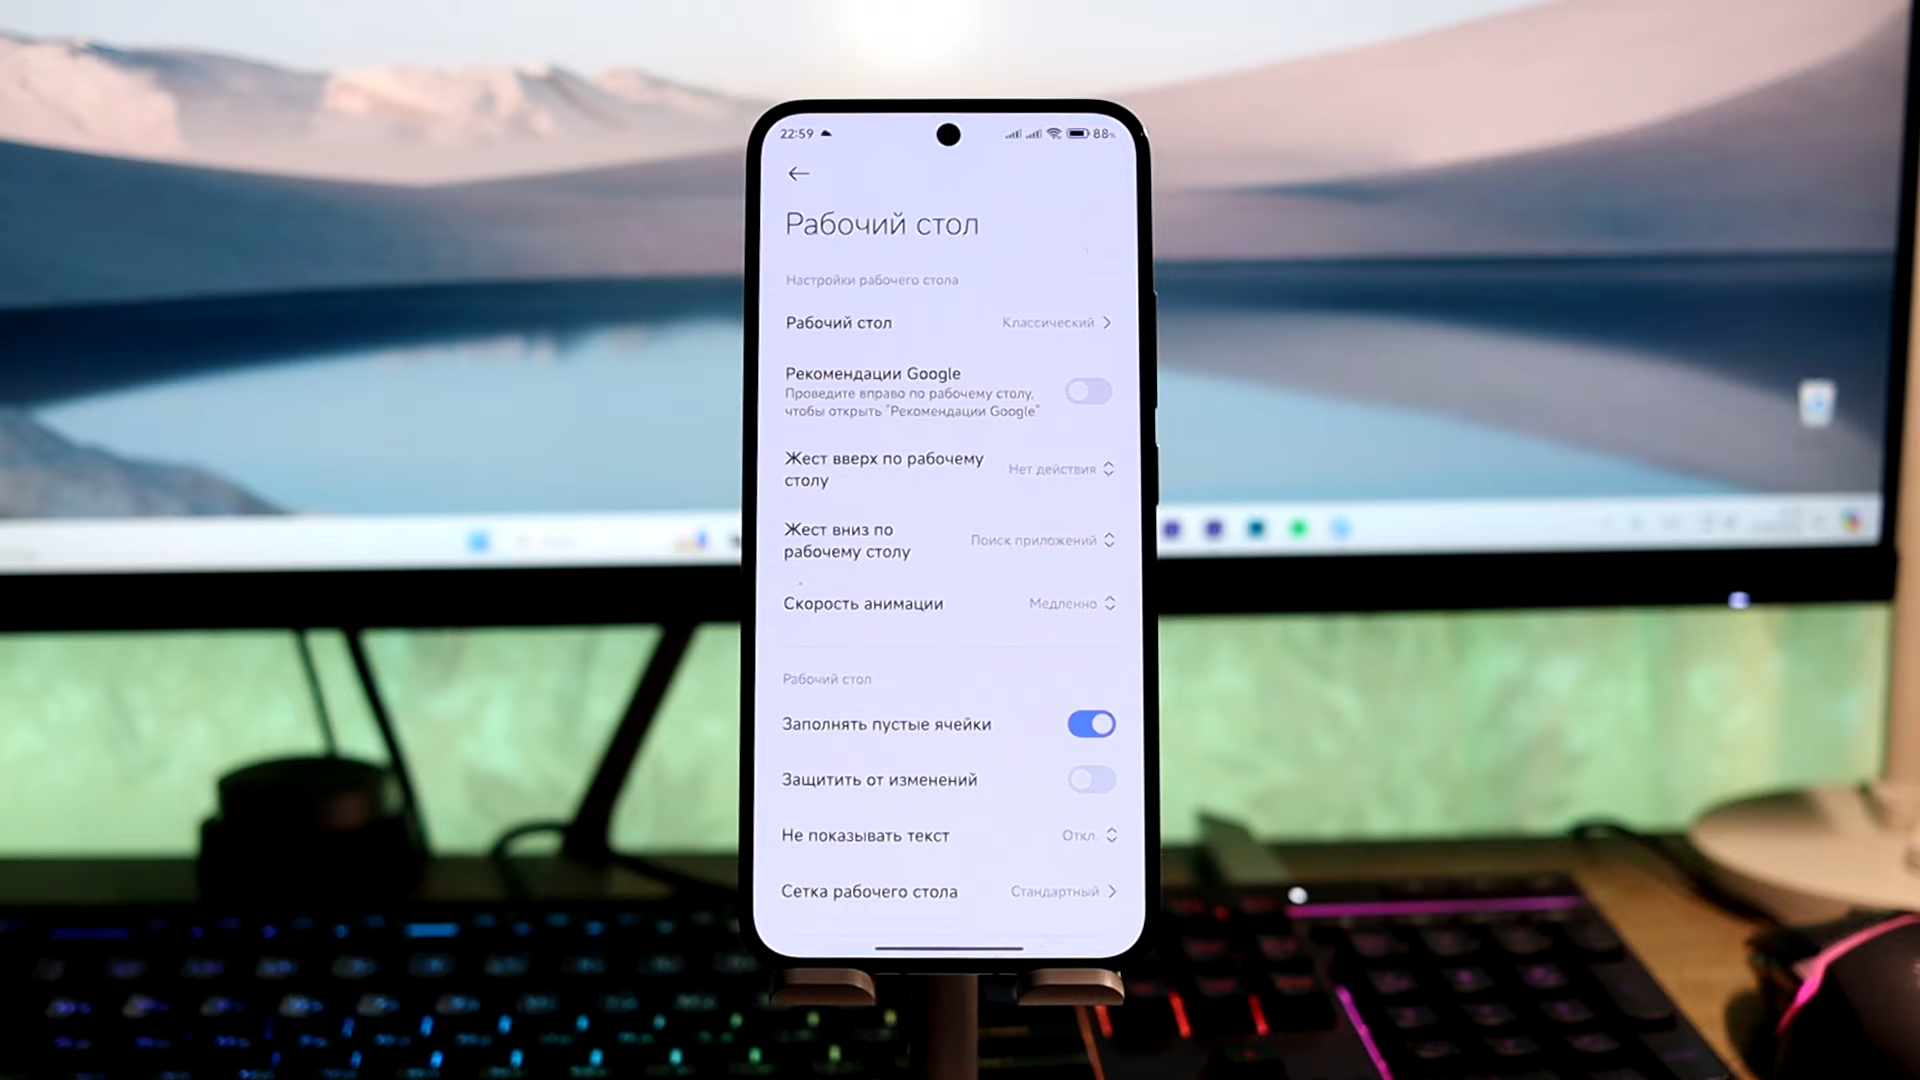 22:59
88%
Рабочий стол
Настройки рабочего стола
Рабочий стол
Классический
Рекомендации Google
Проведите вправо по рабочему столу,
чтобы открыть "Рекомендации Google"
Жест вверх по рабочему
столу
Нет действия
Жест вниз по
рабочему столу
Поиск приложений
Скорость анимации
Медленно
Рабочий стол
Заполнять пустые ячейки
Защитить от изменений
Не показывать текст
Откл.
Сетка рабочего стола
Стандартный